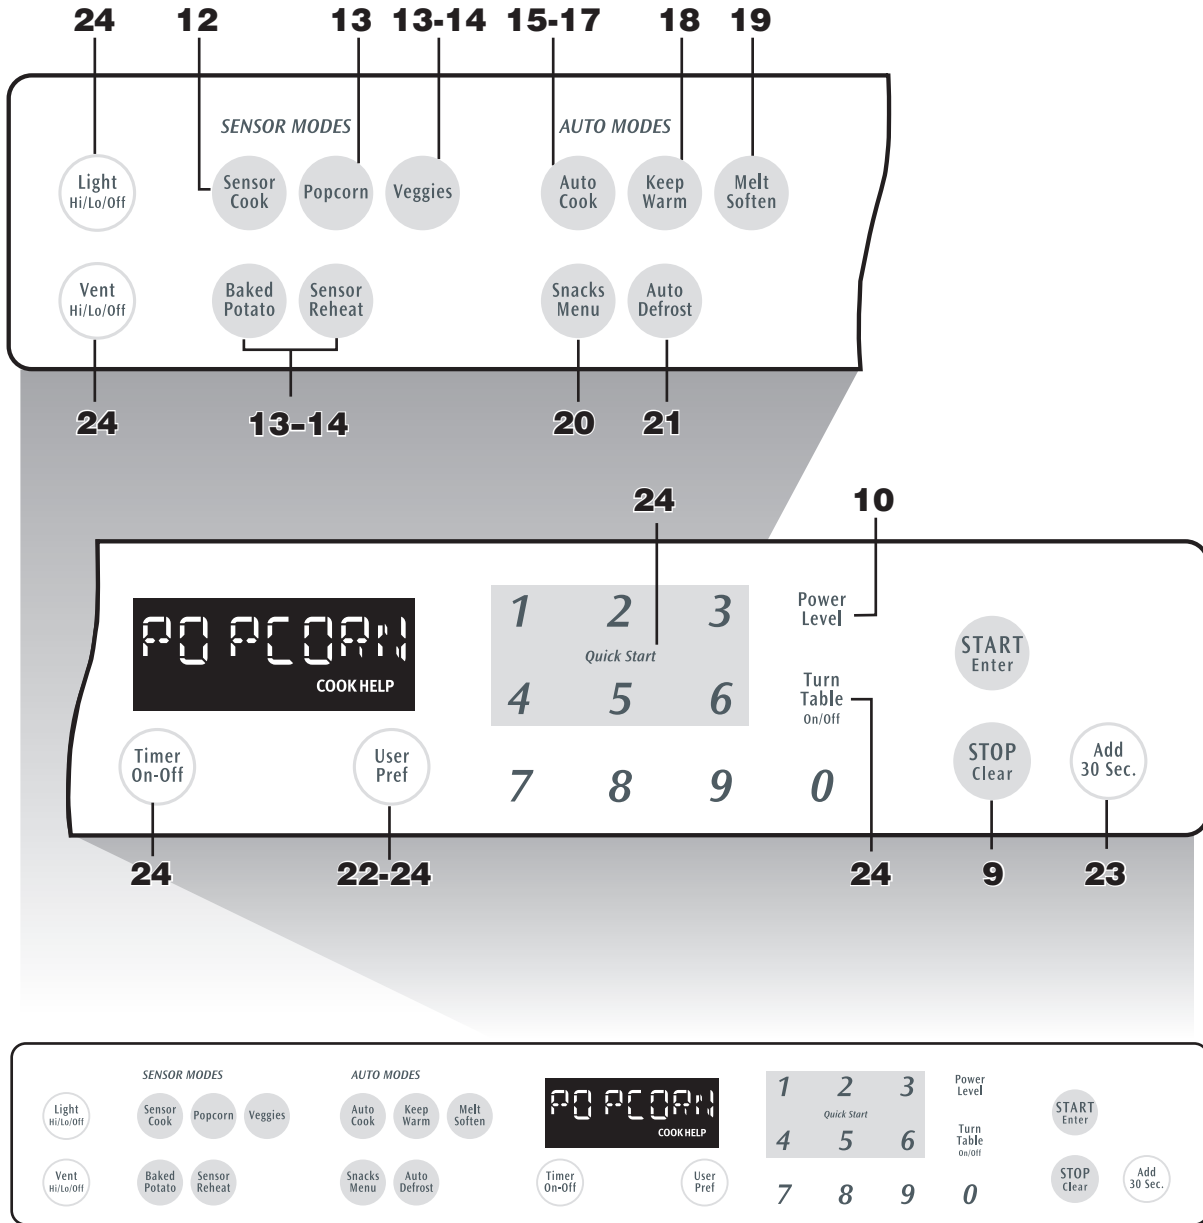 24 12 13 13-14 15-17 18 19
SENSOR MODES AUTO MODES
Light
Hi/Lo/Off
Sensor
Cook
Popcorn
Veggies
Auto
Cook
Keep
Warm
Melt
Soften
Vent
Hi/Lo/Off
Baked
Potato
Sensor
Reheat
Snacks
Menu
Auto
Defrost
24 13-14 20 21
24 10
POPCORN
COOK HELP
1 2 3
Quick Start
4 5 6
7 8 9 0
Power
Level
Turn
Table
On/Off
START
Enter
STOP
Clear
Add
30 Sec.
Timer
On-Off
User
Pref
24 22-24 24 9 23
SENSOR MODES AUTO MODES
Light
Hi/Lo/Off
Sensor
Cook
Popcorn
Veggies
Auto
Cook
Keep
Warm
Melt
Soften
Vent
Hi/Lo/Off
Baked
Potato
Sensor
Reheat
Snacks
Menu
Auto
Defrost
POPCORN
COOK HELP
Timer
On-Off
User
Pref
1 2 3
Quick Start
4 5 6
7 8 9 0
Power
Level
Turn
Table
On/Off
START
Enter
STOP
Clear
Add
30 Sec.